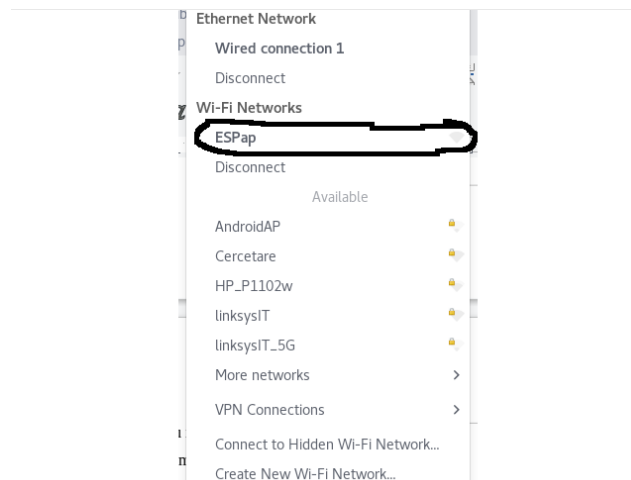 Ethernet Network
Wired connection 1
Disconnect
Wi-Fi Networks
ESPap
Disconnect
Available
AndroidAP
Cercetare
HP_P1102w
linksysIT
linksysIT_5G
More networks
VPN Connections
Connect to Hidden Wi-Fi Network...
Create New Wi-Fi Network...